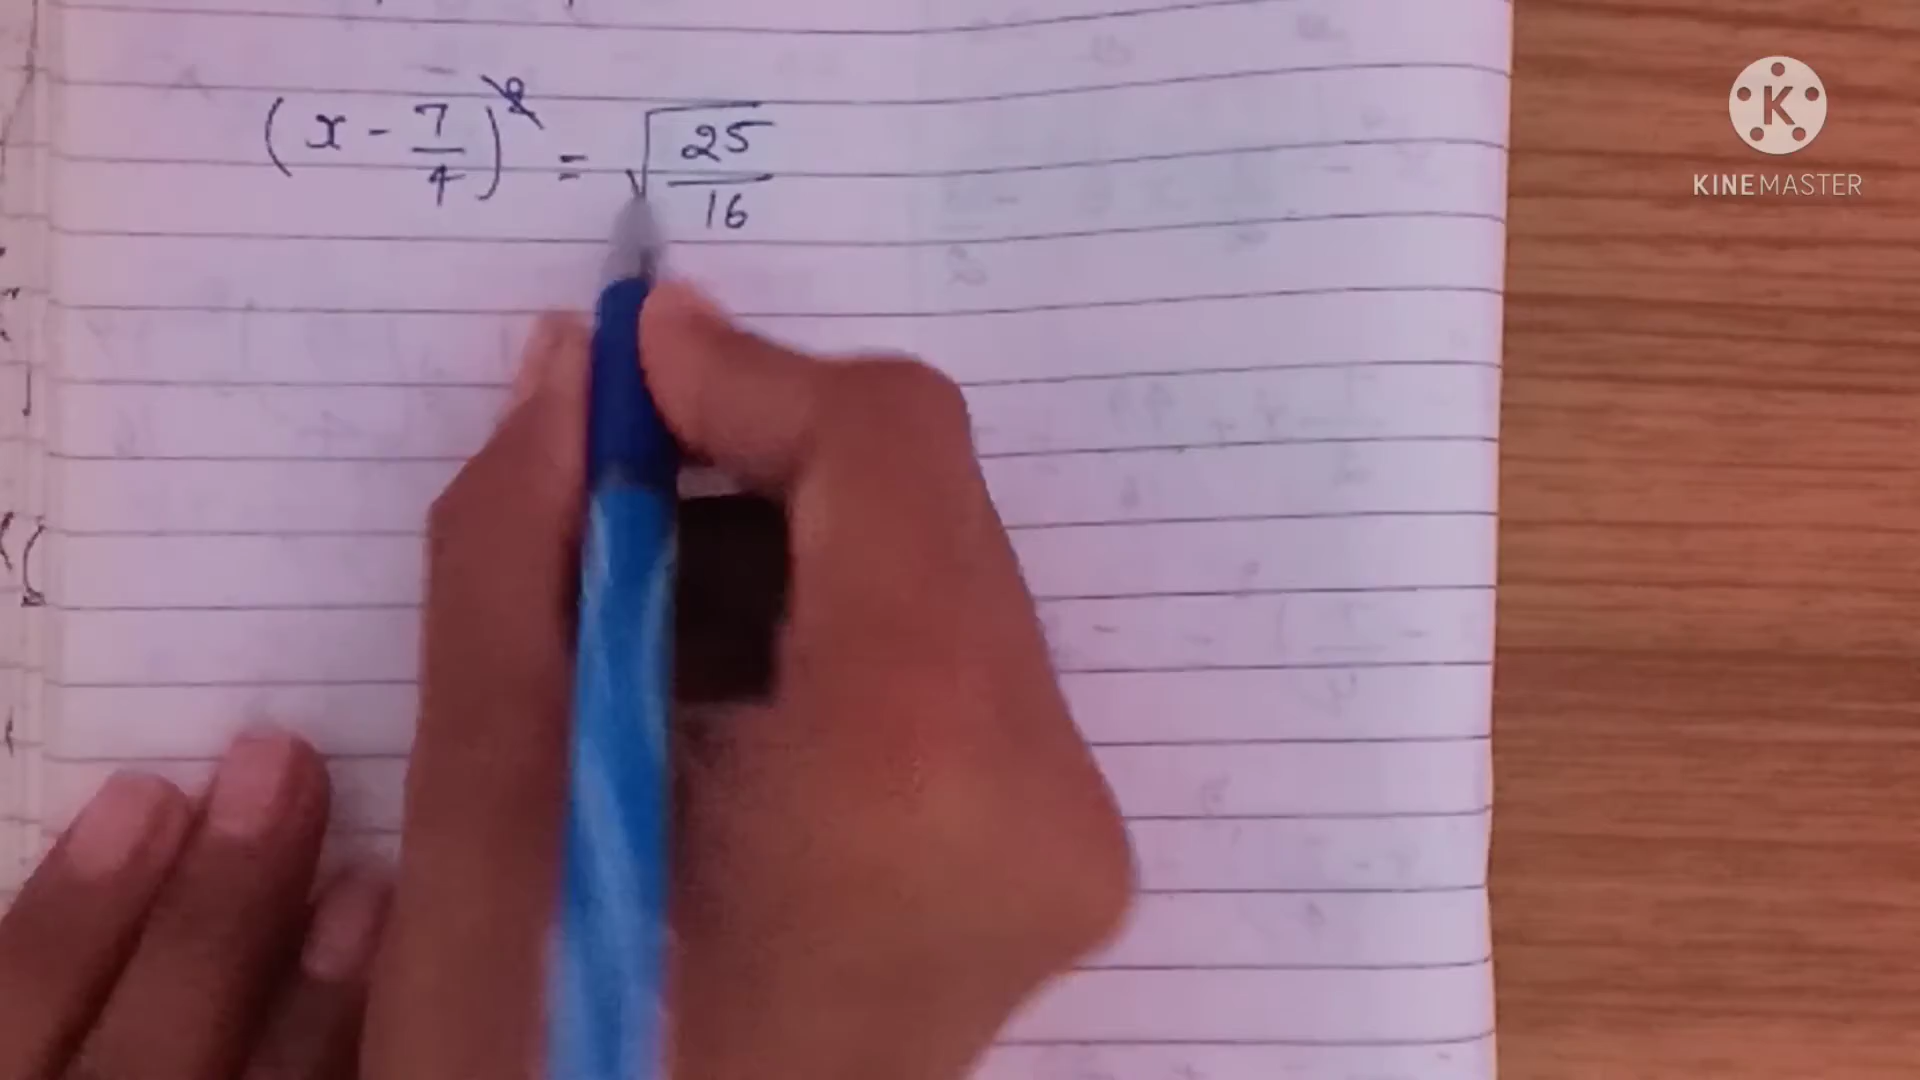 (x - 7/4)² = √25/16
K
KINEMASTER